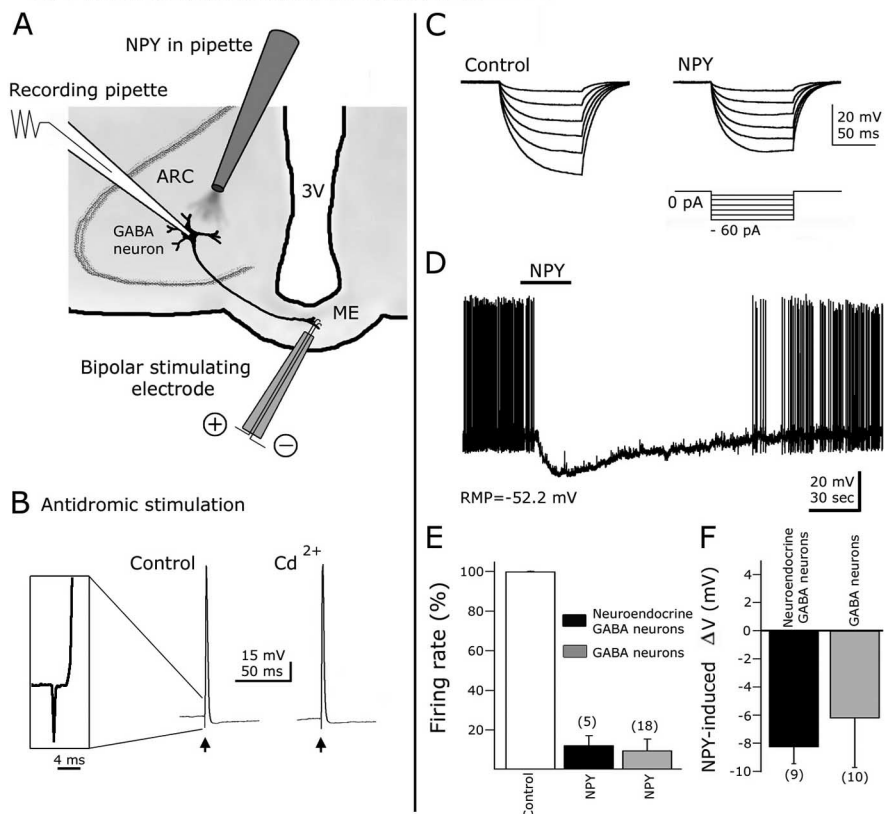 A
NPY in pipette
Recording pipette
ARC
3V
GABA
neuron
ME
Bipolar stimulating
electrode
+
−
B Antidromic stimulation
Control
Cd 2+
15 mV
50 ms
4 ms
C
Control
NPY
20 mV
50 ms
0 pA
- 60 pA
D
NPY
RMP=-52.2 mV
20 mV
30 sec
E
Firing rate (%)
100
80
60
40
20
Neuroendocrine
GABA neurons
GABA neurons
(5)
(18)
Control
NPY
NPY
F
NPY-induced ΔV (mV)
4
2
0
-2
-4
-6
-8
-10
Neuroendocrine
GABA neurons
GABA neurons
(9)
(10)